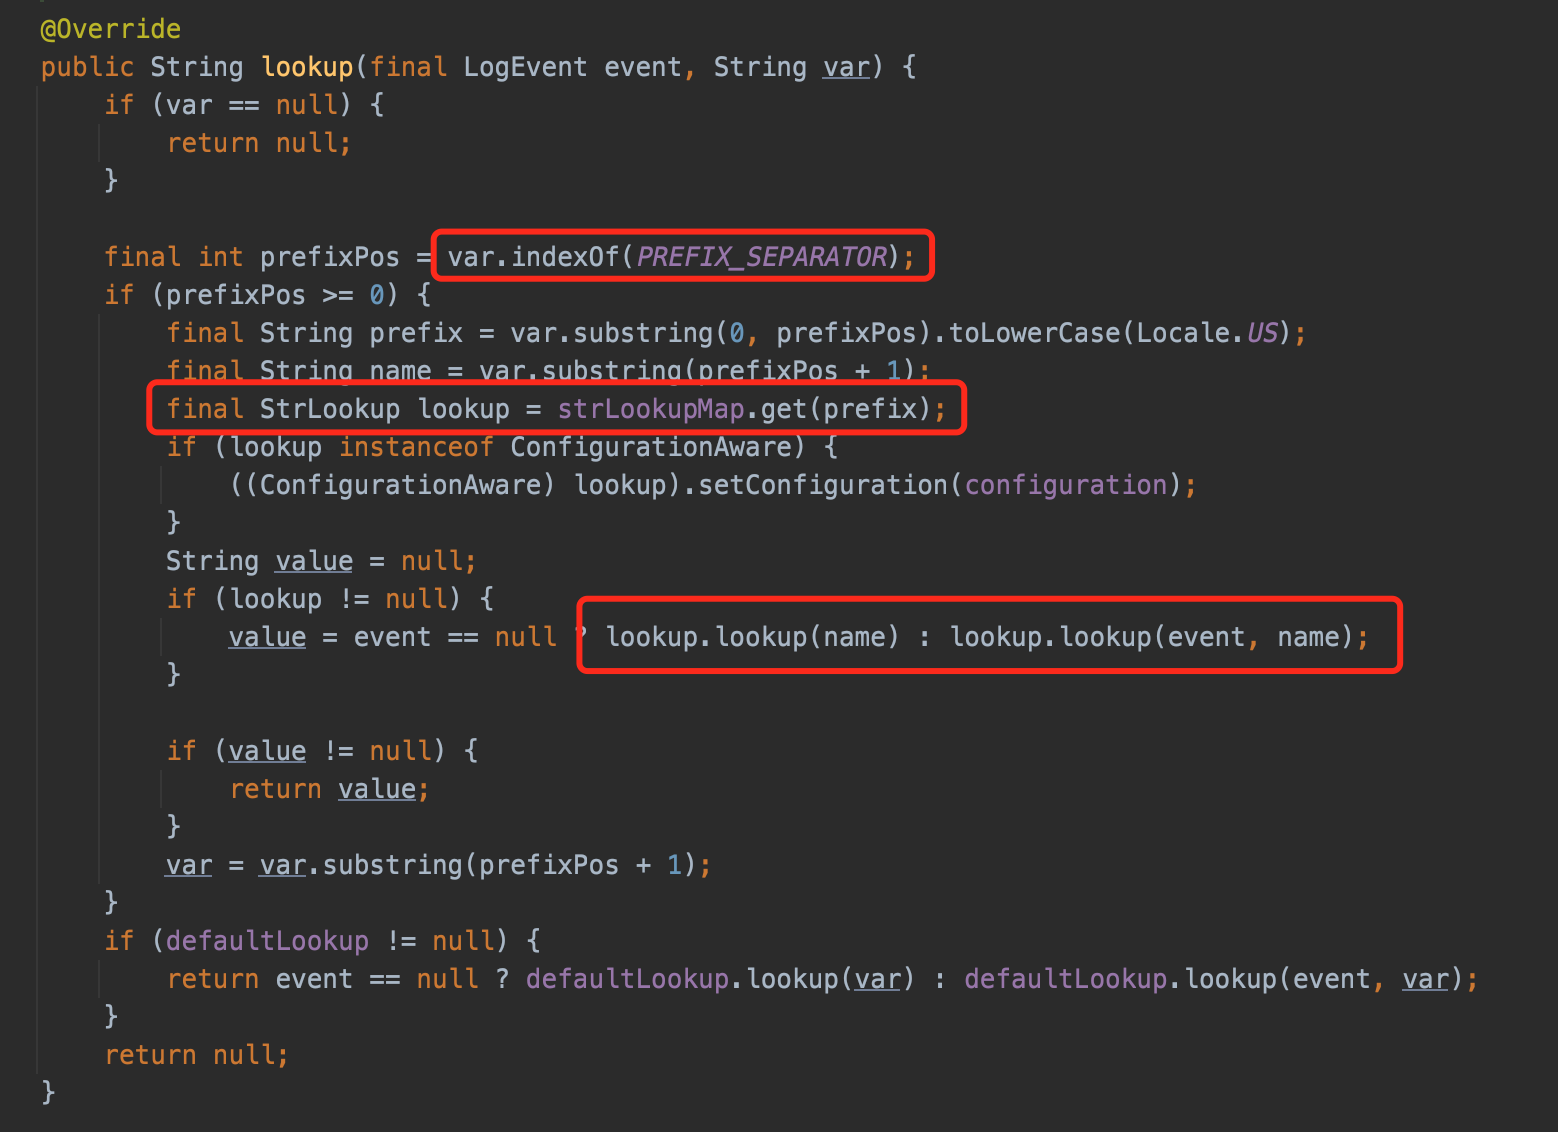 @Override
public String lookup(final LogEvent event, String var) {
    if (var == null) {
        return null;
    }
    final int prefixPos = var.indexOf(PREFIX_SEPARATOR);
    if (prefixPos >= 0) {
        final String prefix = var.substring(0, prefixPos).toLowerCase(Locale.US);
        final String name = var.substring(prefixPos + 1);
        final StrLookup lookup = strLookupMap.get(prefix);
        if (lookup instanceof ConfigurationAware) {
            ((ConfigurationAware) lookup).setConfiguration(configuration);
        }
        String value = null;
        if (lookup != null) {
            value = event == null ? lookup.lookup(name) : lookup.lookup(event, name);
        }
        if (value != null) {
            return value;
        }
        var = var.substring(prefixPos + 1);
    }
    if (defaultLookup != null) {
        return event == null ? defaultLookup.lookup(var) : defaultLookup.lookup(event, var);
    }
    return null;
}